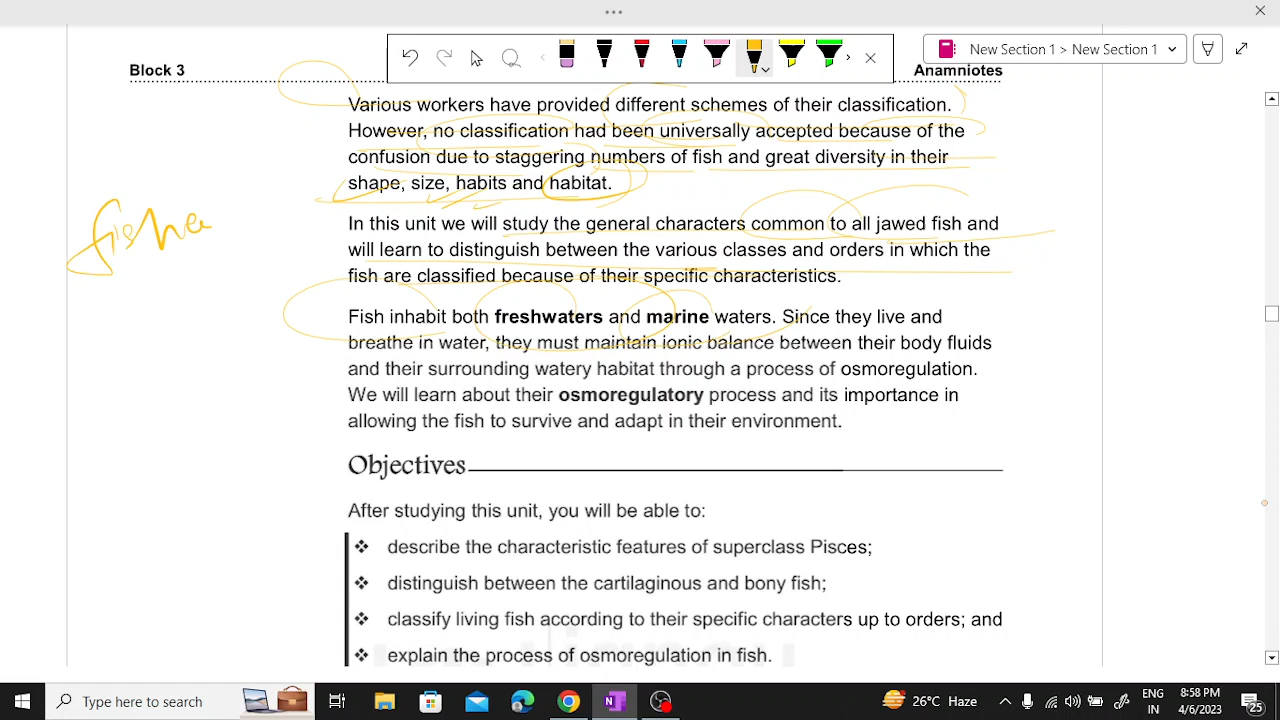 New Section 1 > New Section 1
Block 3
Anamniotes
Various workers have provided different schemes of their classification.
However, no classification had been universally accepted because of the
confusion due to staggering numbers of fish and great diversity in their
shape, size, habits and habitat.
In this unit we will study the general characters common to all jawed fish and
will learn to distinguish between the various classes and orders in which the
fish are classified because of their specific characteristics.
Fish inhabit both freshwaters and marine waters. Since they live and
breathe in water, they must maintain ionic balance between their body fluids
and their surrounding watery habitat through a process of osmoregulation.
We will learn about their osmoregulatory process and its importance in
allowing the fish to survive and adapt in their environment.
Objectives
After studying this unit, you will be able to:
❖ describe the characteristic features of superclass Pisces;
❖ distinguish between the cartilaginous and bony fish;
❖ classify living fish according to their specific characters up to orders; and
❖ explain the process of osmoregulation in fish.
Type here to search
26°C Haze
ENG
IN
8:58 PM
4/6/2023
25